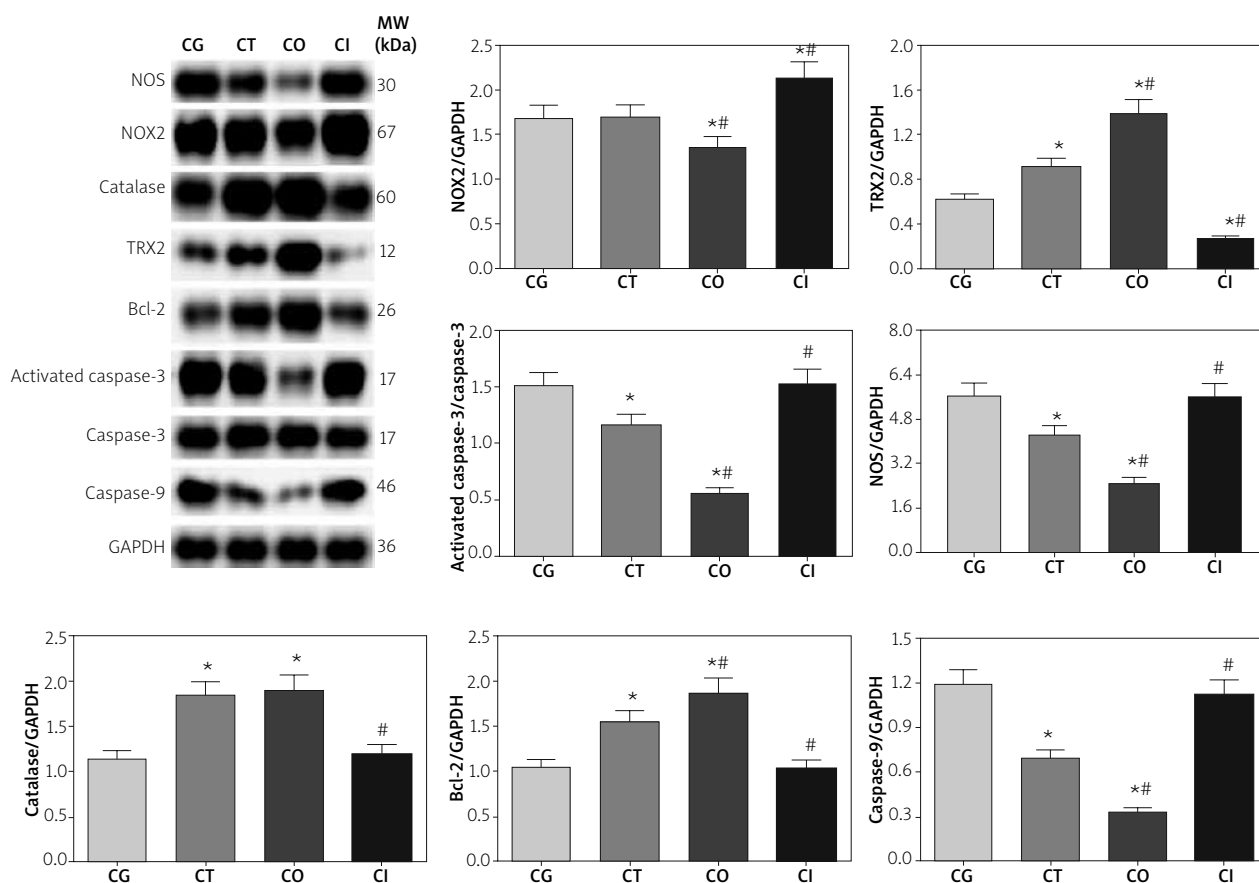 CG CT CO CI MW (kDa)
NOS 30
NOX2 67
Catalase 60
TRX2 12
Bcl-2 26
Activated caspase-3 17
Caspase-3 17
Caspase-9 46
GAPDH 36
NOX2/GAPDH
2.5
2.0
1.5
1.0
0.5
0.0
*# *#
CG CT CO CI
TRX2/GAPDH
2.0
1.6
1.2
0.8
0.4
0.0
* *# *#
CG CT CO CI
Activated caspase-3/caspase-3
2.0
1.5
1.0
0.5
0.0
* *# #
CG CT CO CI
NOS/GAPDH
8.0
6.4
4.8
3.2
1.6
0.0
* *# #
CG CT CO CI
Catalase/GAPDH
2.5
2.0
1.5
1.0
0.5
0.0
* * #
CG CT CO CI
Bcl-2/GAPDH
2.5
2.0
1.5
1.0
0.5
0.0
* *# #
CG CT CO CI
Caspase-9/GAPDH
1.5
1.2
0.9
0.6
0.3
0.0
* *# #
CG CT CO CI